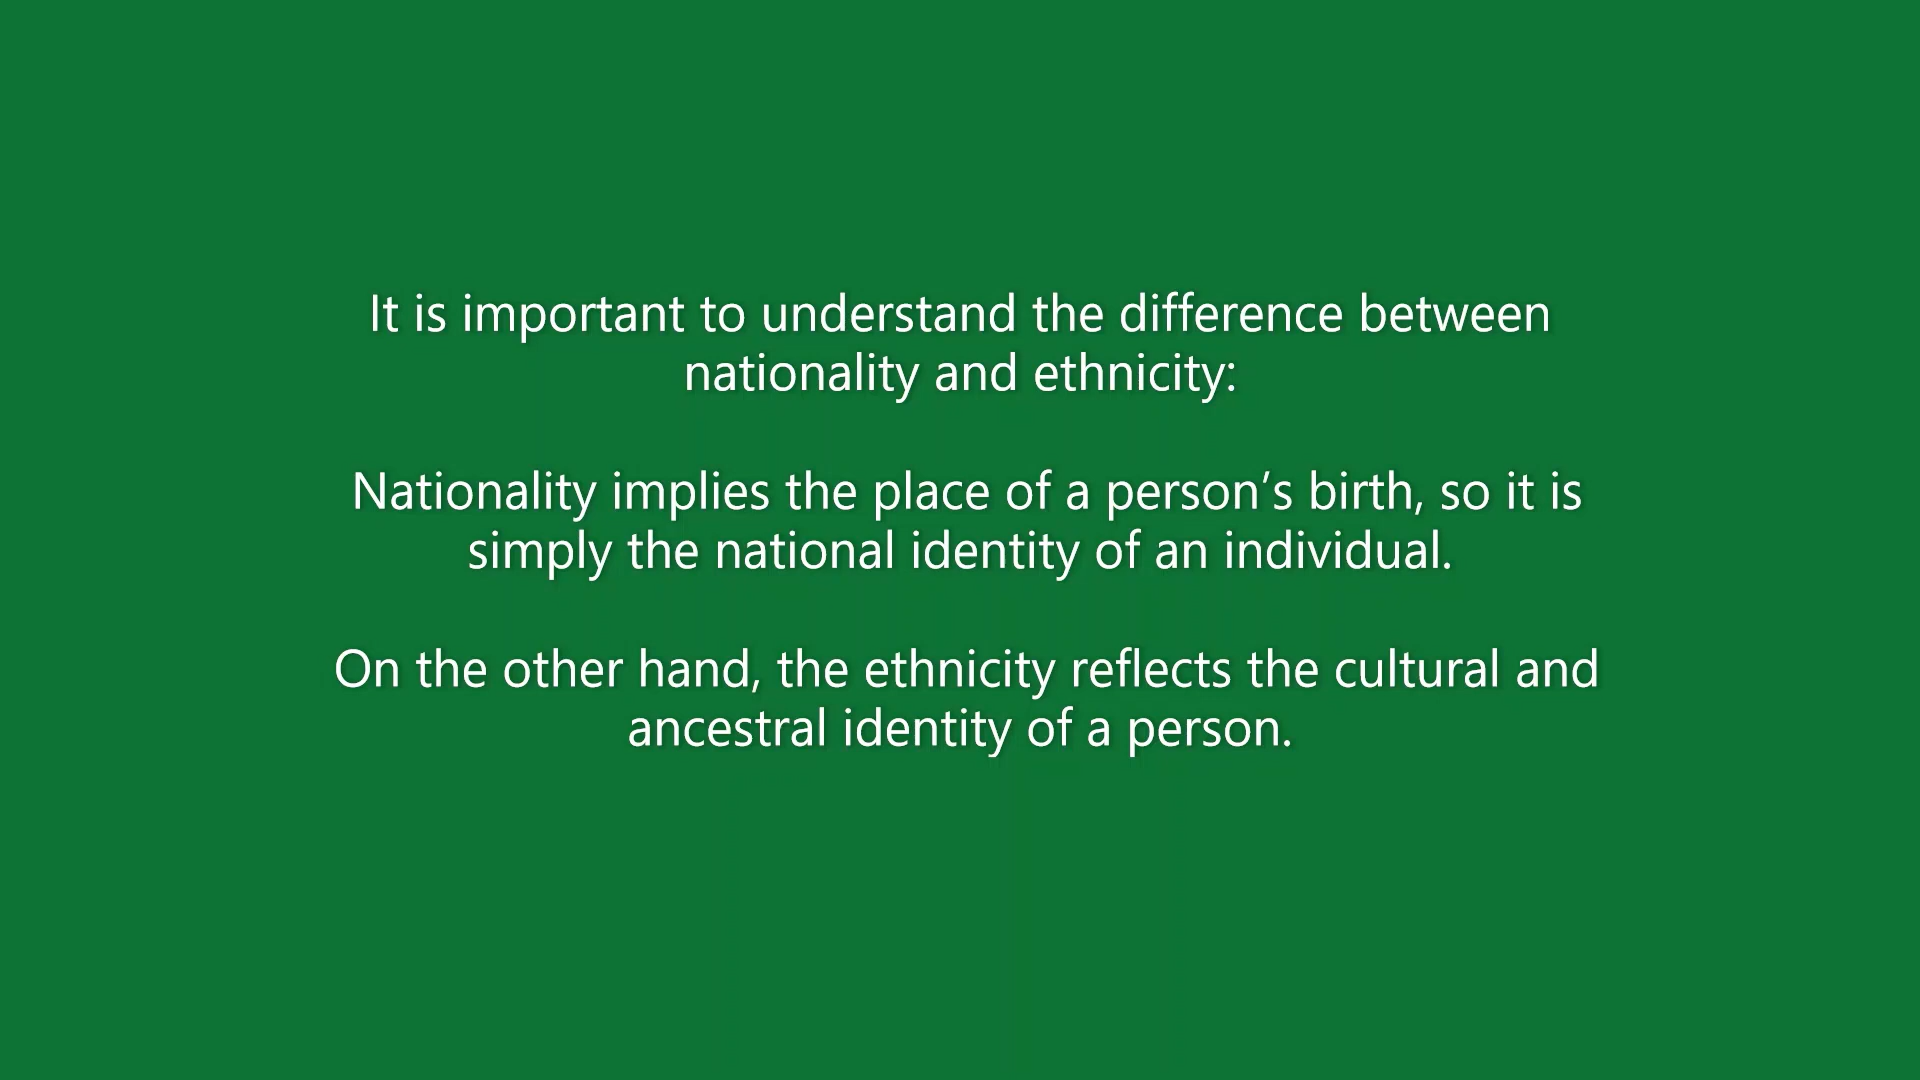 It is important to understand the difference between
nationality and ethnicity:
Nationality implies the place of a person’s birth, so it is
simply the national identity of an individual.
On the other hand, the ethnicity reflects the cultural and
ancestral identity of a person.